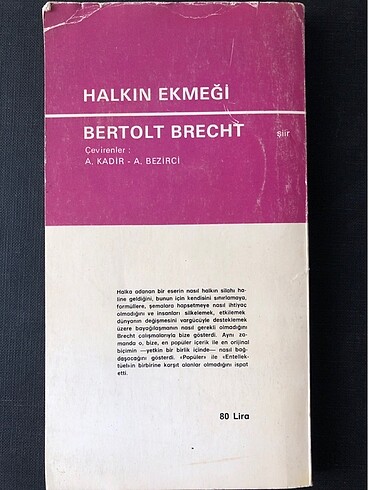 HALKIN EKMEĞİ
BERTOLT BRECHT şiir
Çevirenler :
A. KADİR - A. BEZİRCİ
Halka adanan bir eserin nasıl halkın silahı ha-
line geldiğini, bunun için kendisini sınırlamaya,
formüllere, şemalara hapsetmeye nasıl ihtiyaç
olmadığını ve insanları silkelemek, etkilemek
dünyanın değişmesini vargücüyle desteklemek
üzere bayağılaşmanın nasıl gerekli olmadığını
Brecht çalışmalarıyla bize gösterdi. Aynı za-
manda o, bize, en popüler içerik ile en orijinal
biçimin —yetkin bir birlik içinde— nasıl bağ-
daşacağını gösterdi. «Popüler» ile «Entellek-
tüel»in birbirine karşıt alanlar olmadığını ispat
etti.
80 Lira